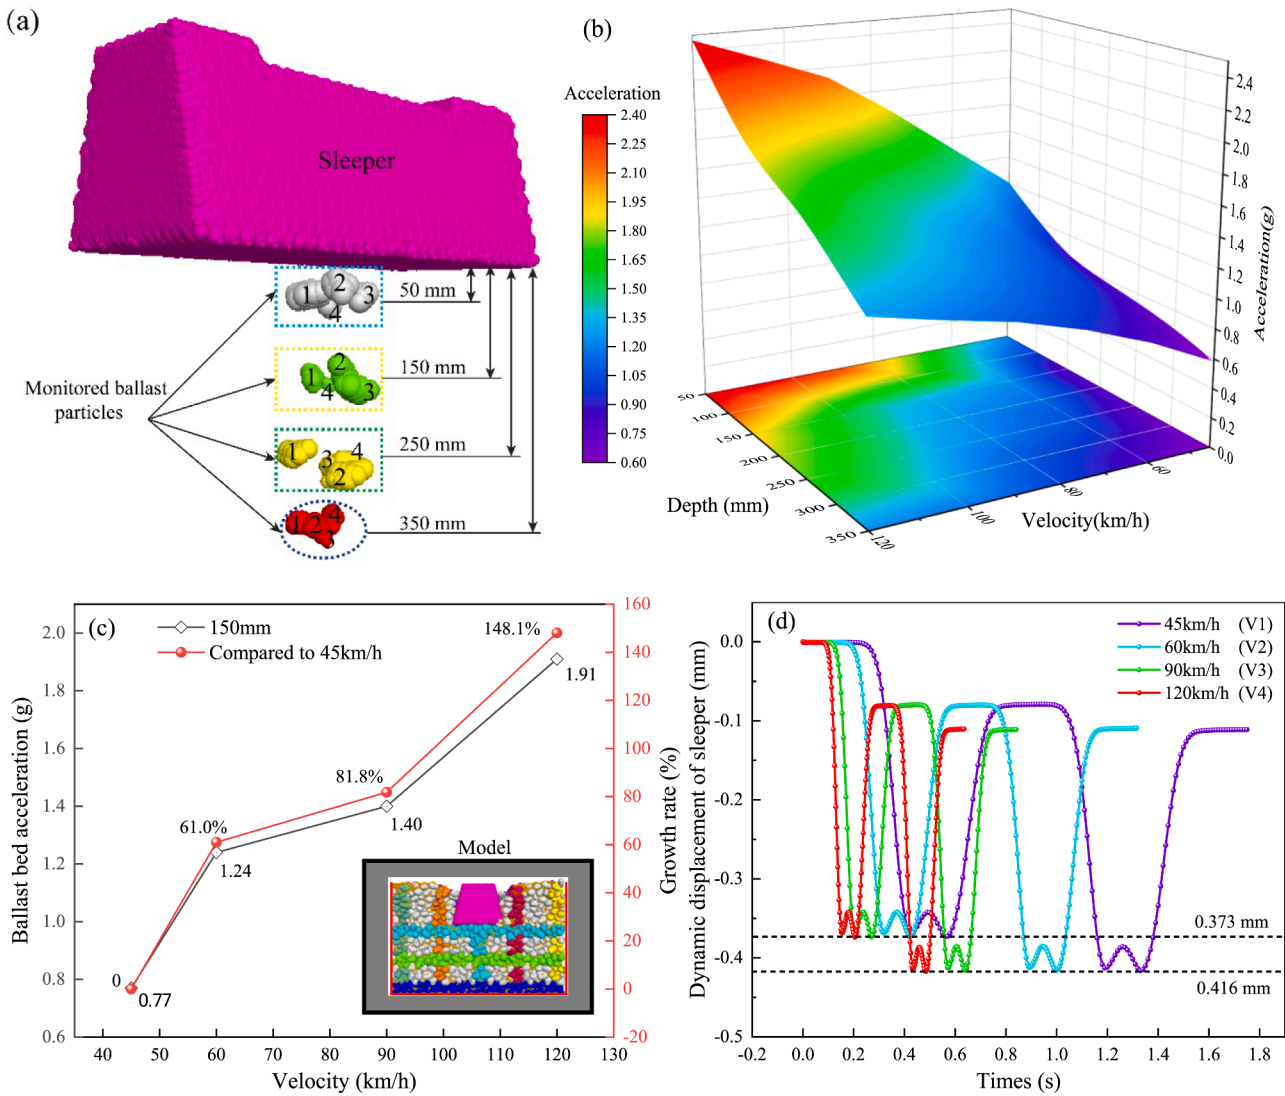 (a)
Sleeper
1
2
3
4
50 mm
1
2
3
4
150 mm
Monitored ballast
particles
1
2
3
4
250 mm
1
2
3
4
350 mm
(b)
Acceleration
2.40
2.25
2.10
1.95
1.80
1.65
1.50
1.35
1.20
1.05
0.90
0.75
0.60
2.4
2.2
2.0
1.8
1.6
1.4
1.2
1.0
0.8
0.6
0.4
0.2
0.0
Acceleration(g)
50
100
150
200
250
300
350
Depth (mm)
120
100
80
60
Velocity(km/h)
(c)
150mm
Compared to 45km/h
148.1%
1.91
81.8%
1.40
61.0%
1.24
0
0.77
Model
2.0
1.8
1.6
1.4
1.2
1.0
0.8
0.6
Ballast bed acceleration (g)
160
140
120
100
80
60
40
20
0
-20
Growth rate (%)
40 50 60 70 80 90 100 110 120 130
Velocity (km/h)
(d)
45km/h (V1)
60km/h (V2)
90km/h (V3)
120km/h (V4)
0.373 mm
0.416 mm
0.0
-0.1
-0.2
-0.3
-0.4
-0.5
Dynamic displacement of sleeper (mm)
-0.2 0.0 0.2 0.4 0.6 0.8 1.0 1.2 1.4 1.6 1.8
Times (s)